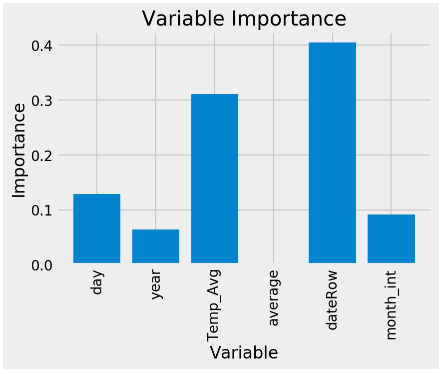 Variable Importance
Importance
0.4
0.3
0.2
0.1
0.0
day
year
Temp_Avg
average
dateRow
month_int
Variable